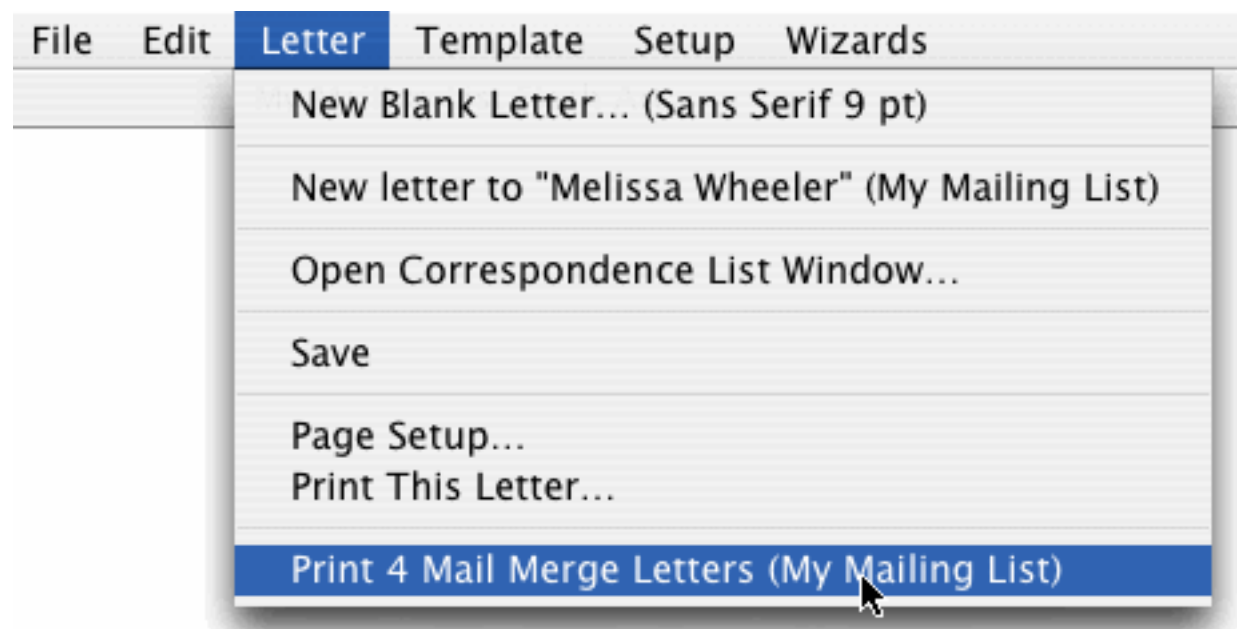 File Edit Letter Template Setup Wizards
New Blank Letter... (Sans Serif 9 pt)
New letter to "Melissa Wheeler" (My Mailing List)
Open Correspondence List Window...
Save
Page Setup...
Print This Letter...
Print 4 Mail Merge Letters (My Mailing List)